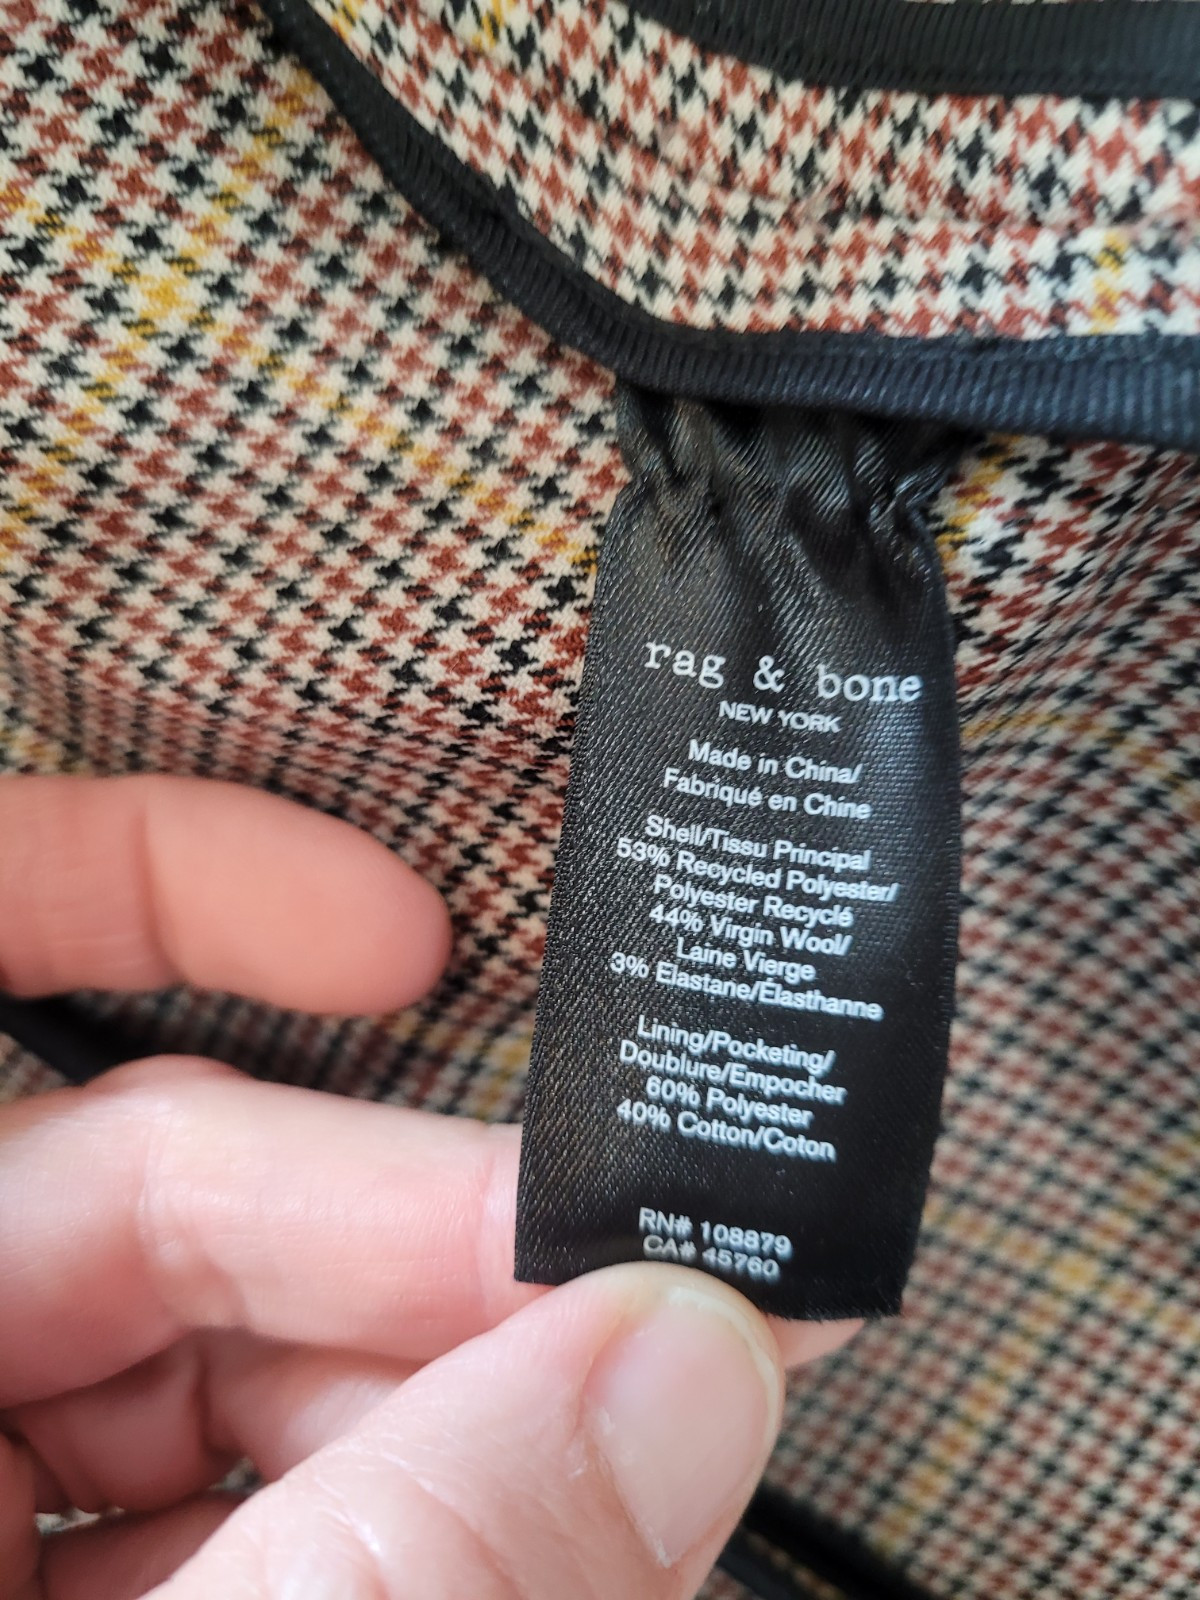 rag & bone
NEW YORK
Made in China/
Fabriqué en Chine
Shell/Tissu Principal
53% Recycled Polyester/
Polyester Recyclé
44% Virgin Wool/
Laine Vierge
3% Elastane/Élasthanne
Lining/Pocketing/
Doublure/Empocher
60% Polyester
40% Cotton/Coton
RN# 108879
CA# 45760